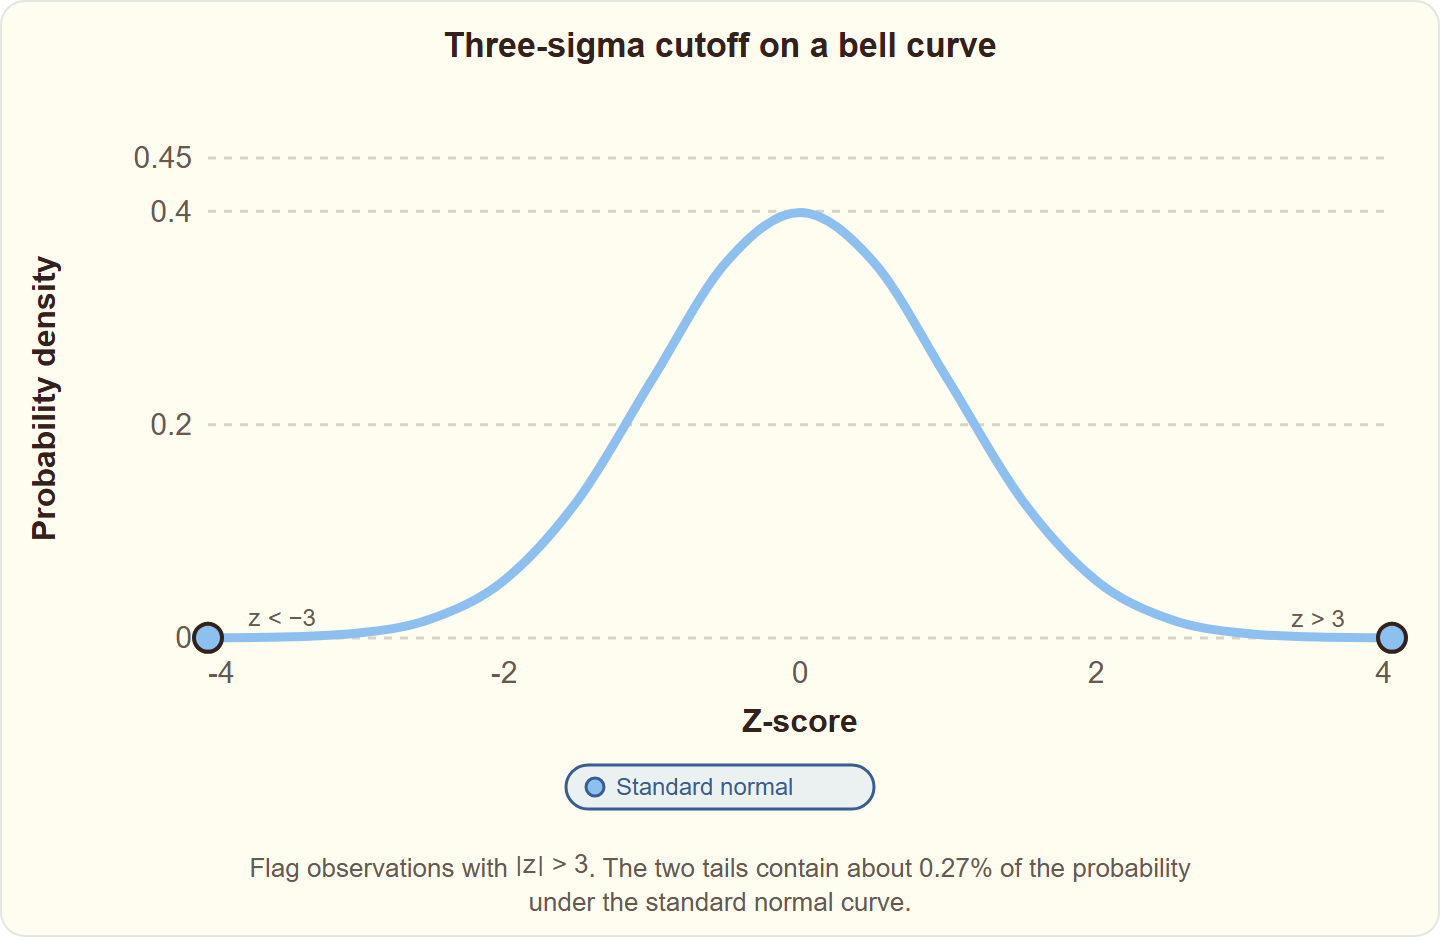 Three-sigma cutoff on a bell curve
0.45
0.4
0.2
0
Probability density
z < −3
z > 3
-4
-2
0
2
4
Z-score
Standard normal
Flag observations with |z| > 3. The two tails contain about 0.27% of the probability
under the standard normal curve.